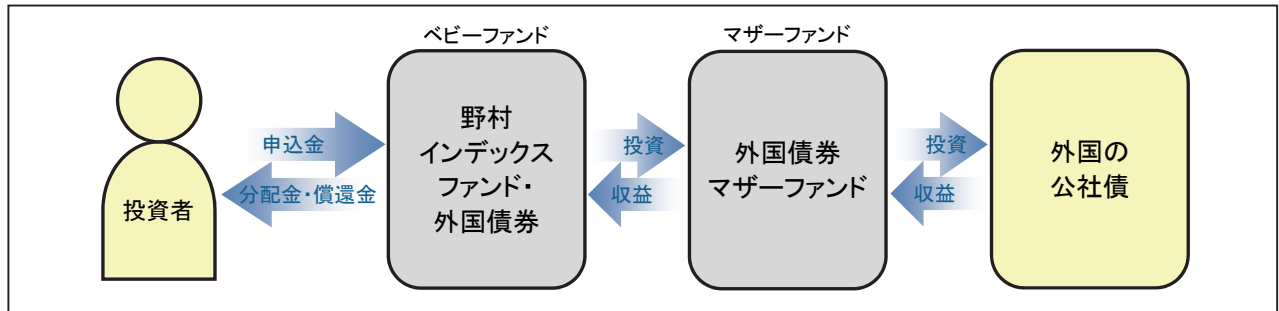 ベビーファンド
マザーファンド
投資者
申込金
分配金・償還金
野村
インデックス
ファンド・
外国債券
投資
収益
外国債券
マザーファンド
投資
収益
外国の
公社債